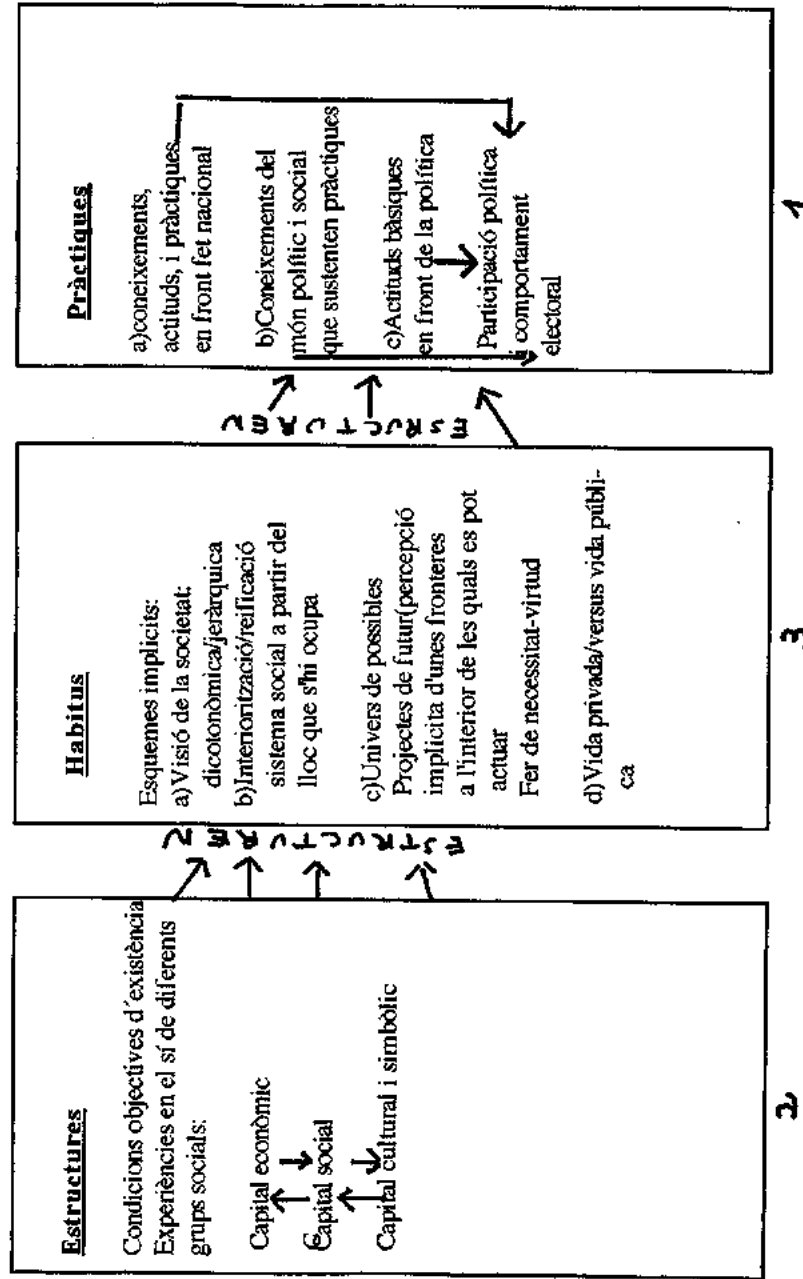 Estructures
Condicions objectives d´existència
Experiències en el sí de diferents
grups socials:
Capital econòmic
Capital social
Capital cultural i simbòlic
2
ESTRUCTUREN
Habitus
Esquemes implicits:
a)Visió de la societat:
dicotonòmica/jeràrquica
b)Interiorització/reificació
sistema social a partir del
lloc que s'hi ocupa
c)Univers de possibles
Projectes de futur(percepció
implicita d'unes fronteres
a l'interior de les quals es pot
actuar
Fer de necessitat-virtud
d)Vida privada/versus vida públi-
ca
3
ESRUCTUREN
Pràctiques
a)coneixements,
actituds, i pràctiques
en front fet nacional
b)Coneixements del
món polític i social
que sustenten pràctiques
c)Actituds bàsiques
en front de la política
Participació política
i comportament
electoral
1